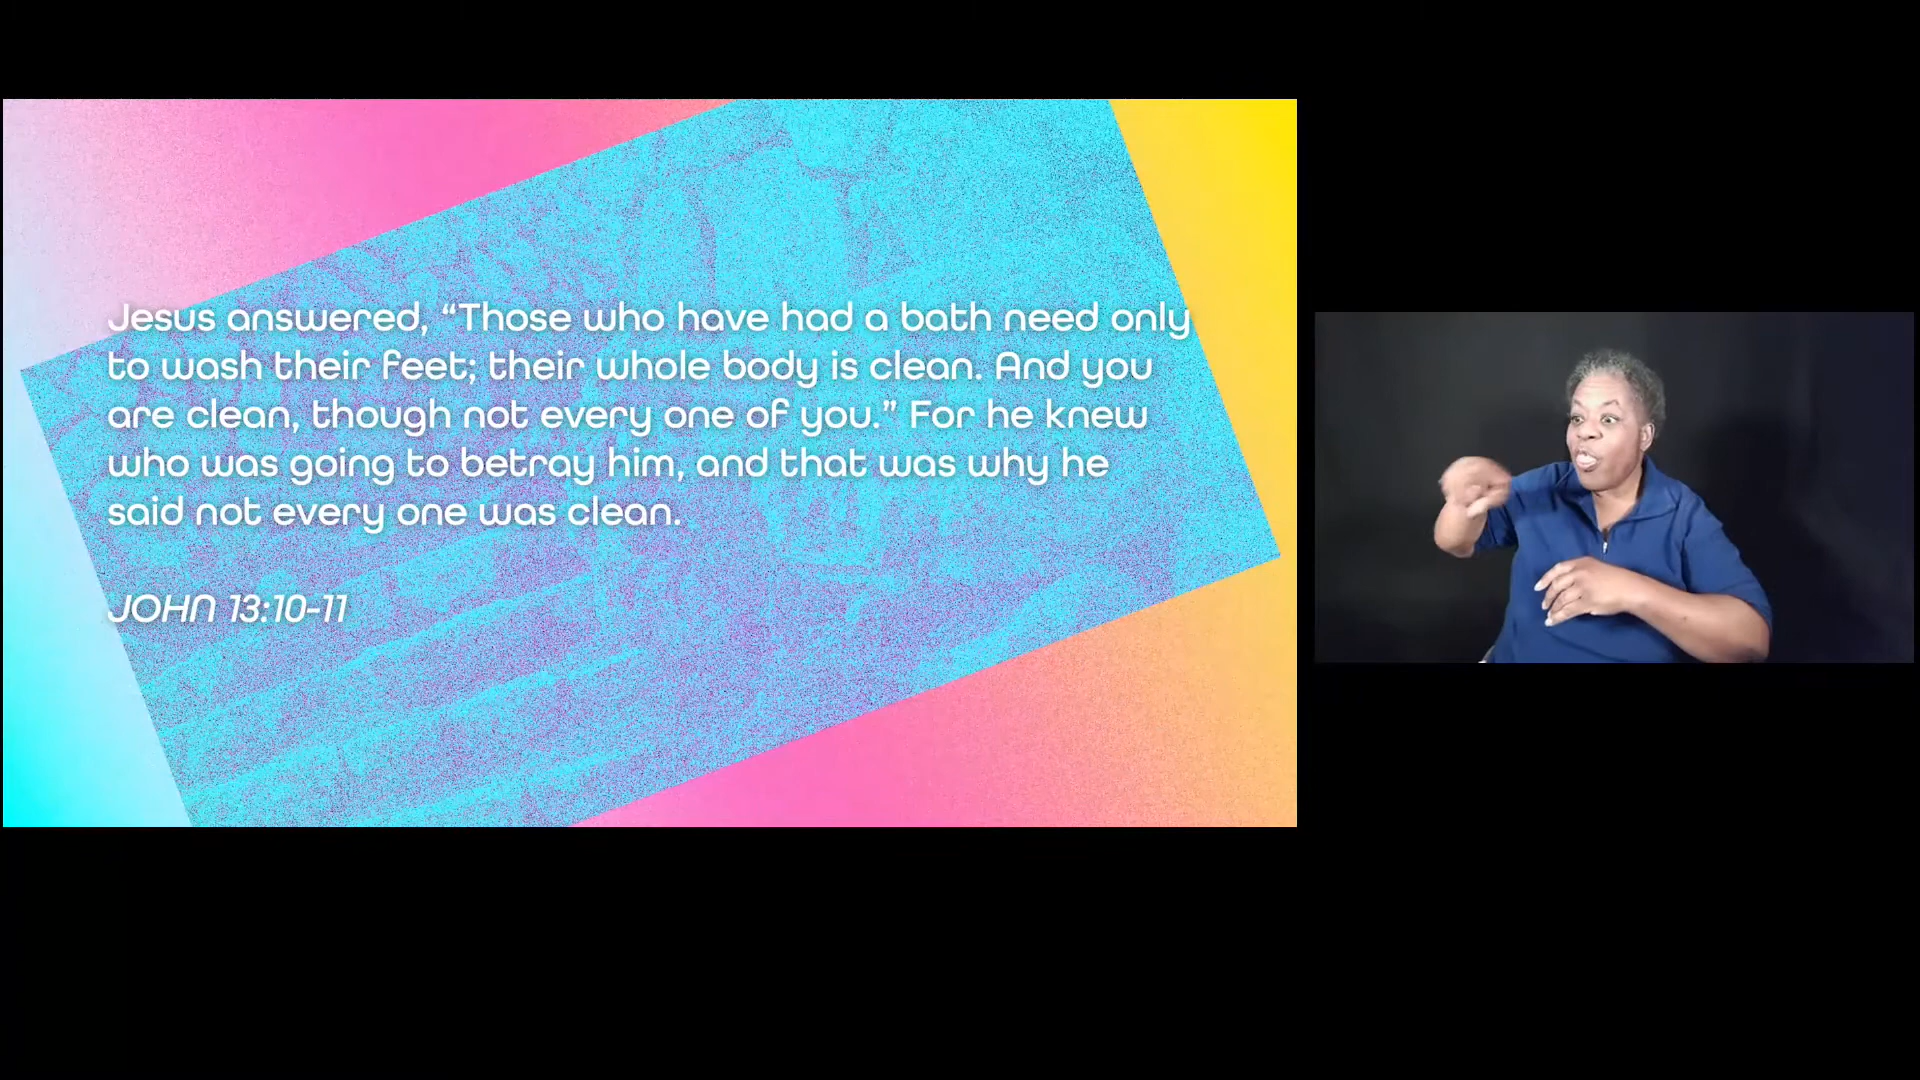 Jesus answered, “Those who have had a bath need only
to wash their feet; their whole body is clean. And you
are clean, though not every one of you.” For he knew
who was going to betray him, and that was why he
said not every one was clean.
JOHN 13:10-11